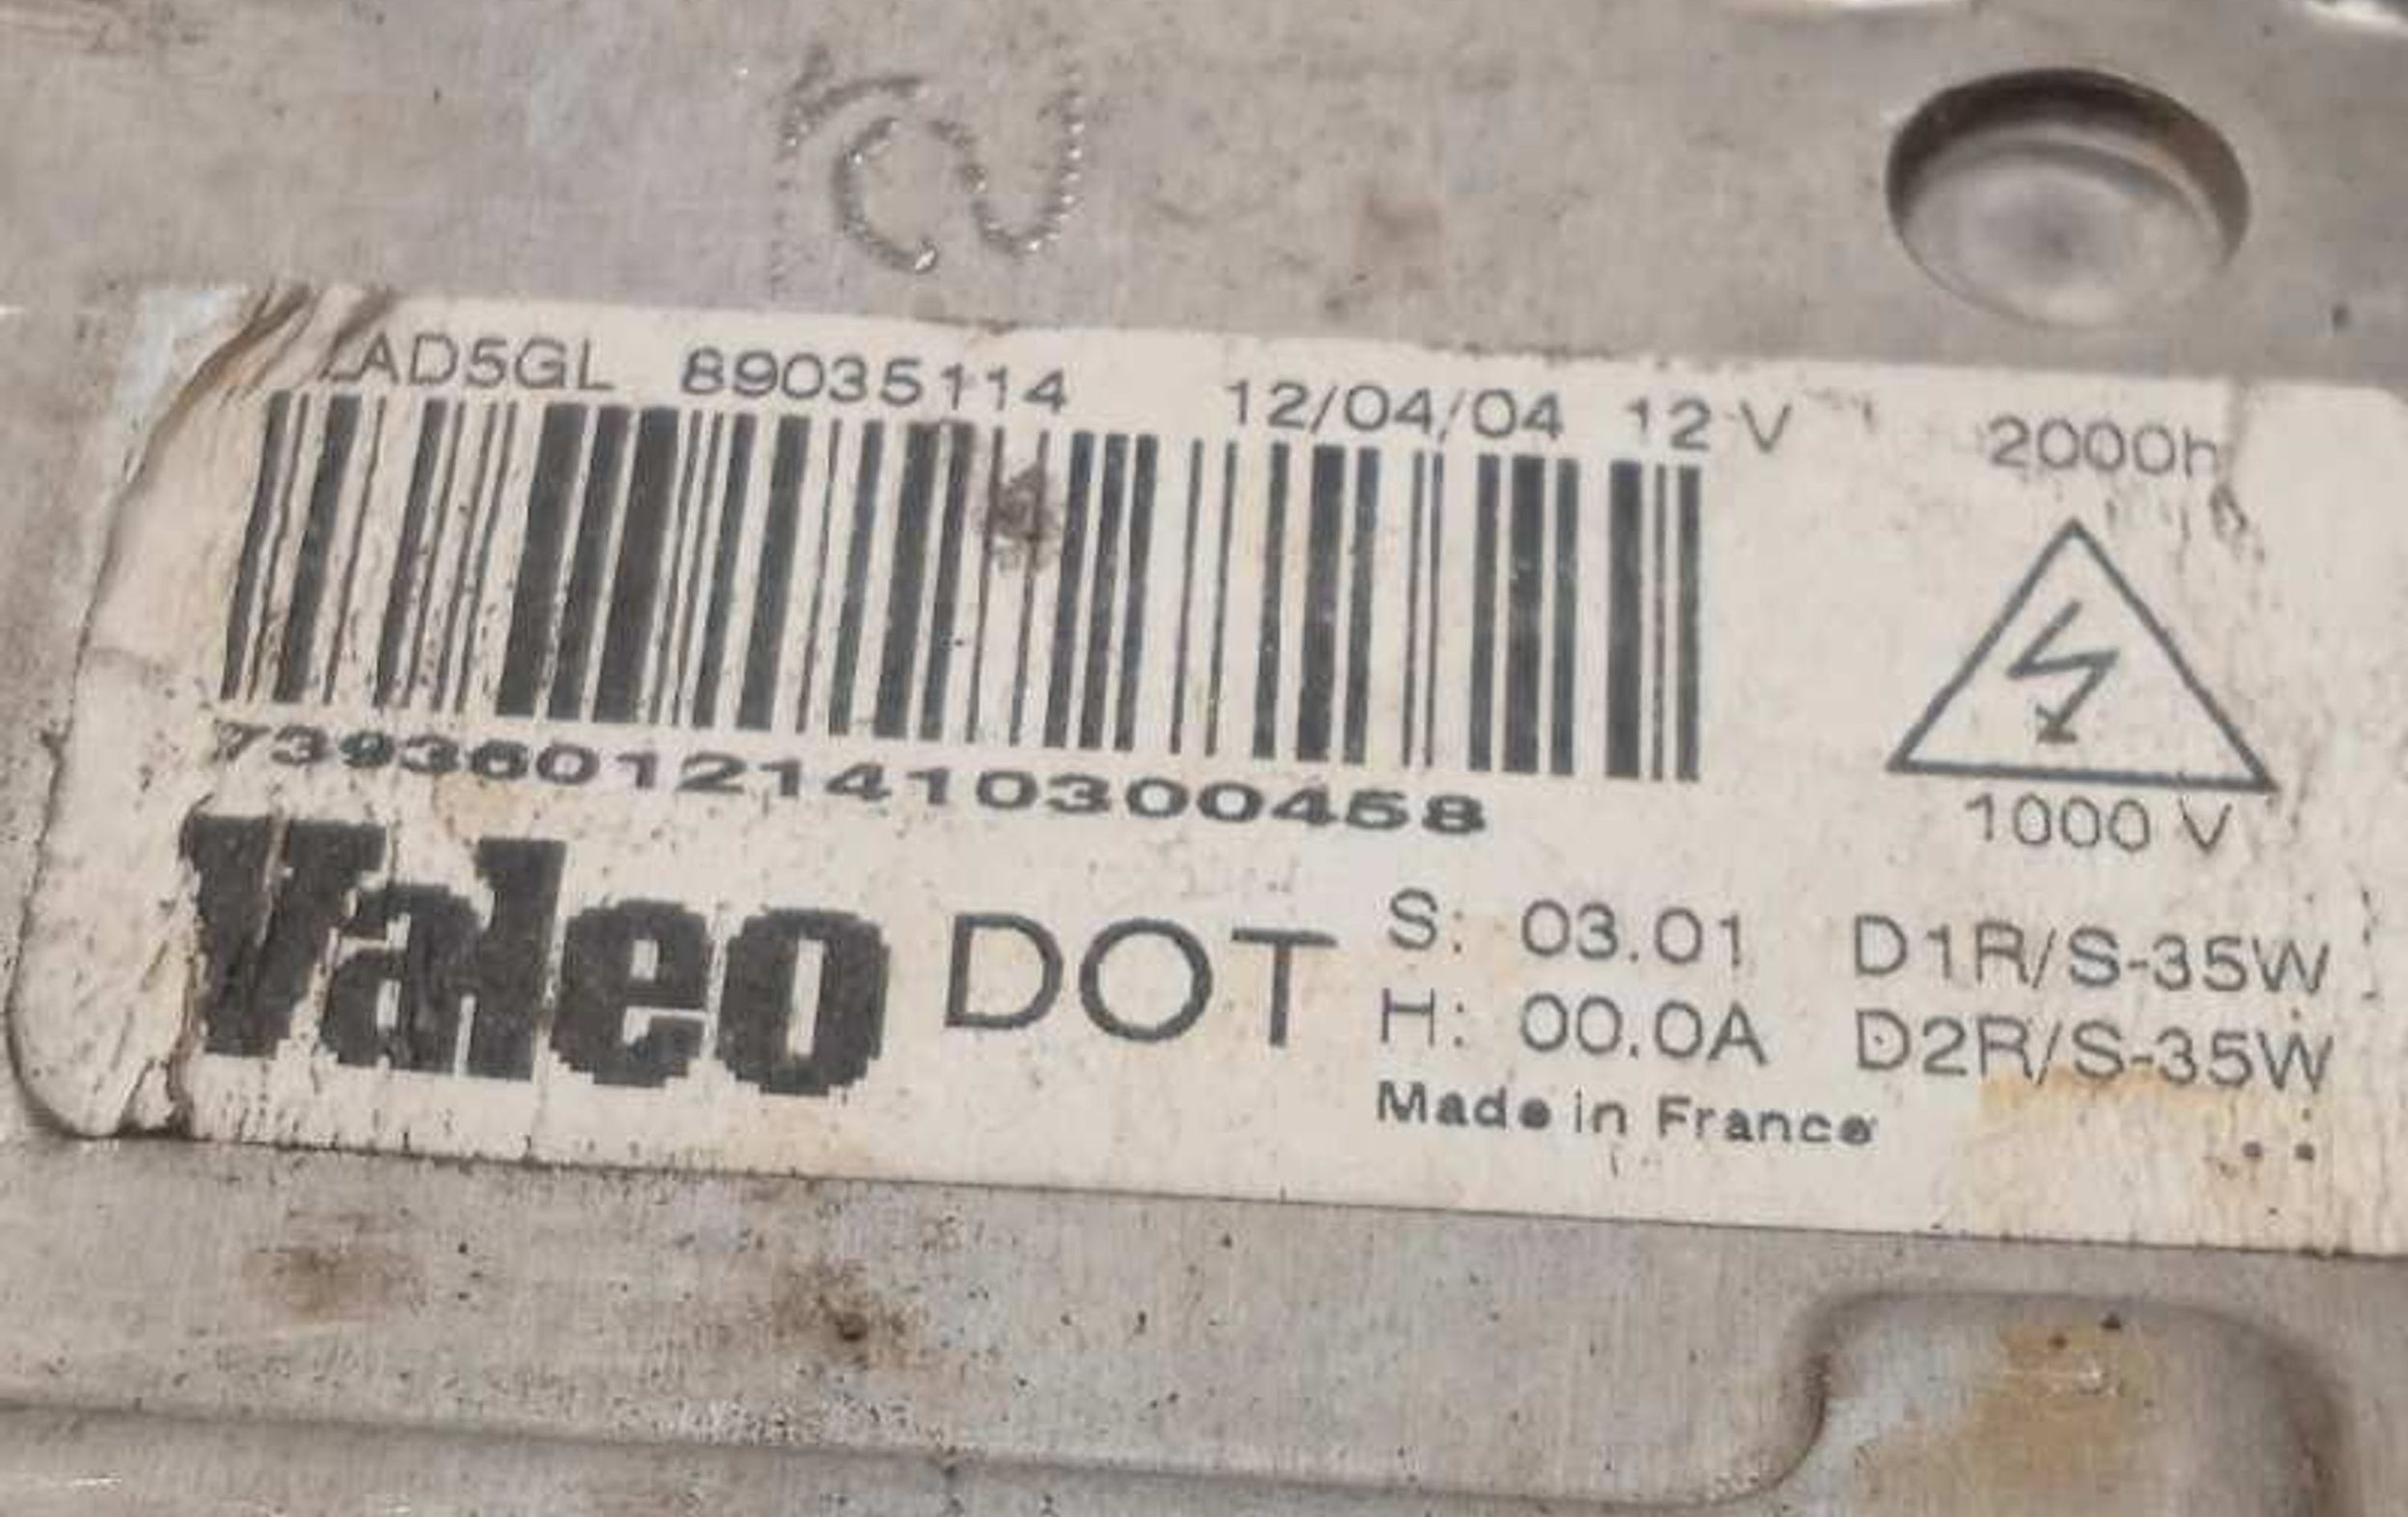 LAD5GL 89035114 12/04/04 12 V 2000h
739360121410300458
1000 V
Valeo DOT S: 03.01 D1R/S-35W
H: 00.0A D2R/S-35W
Made in France